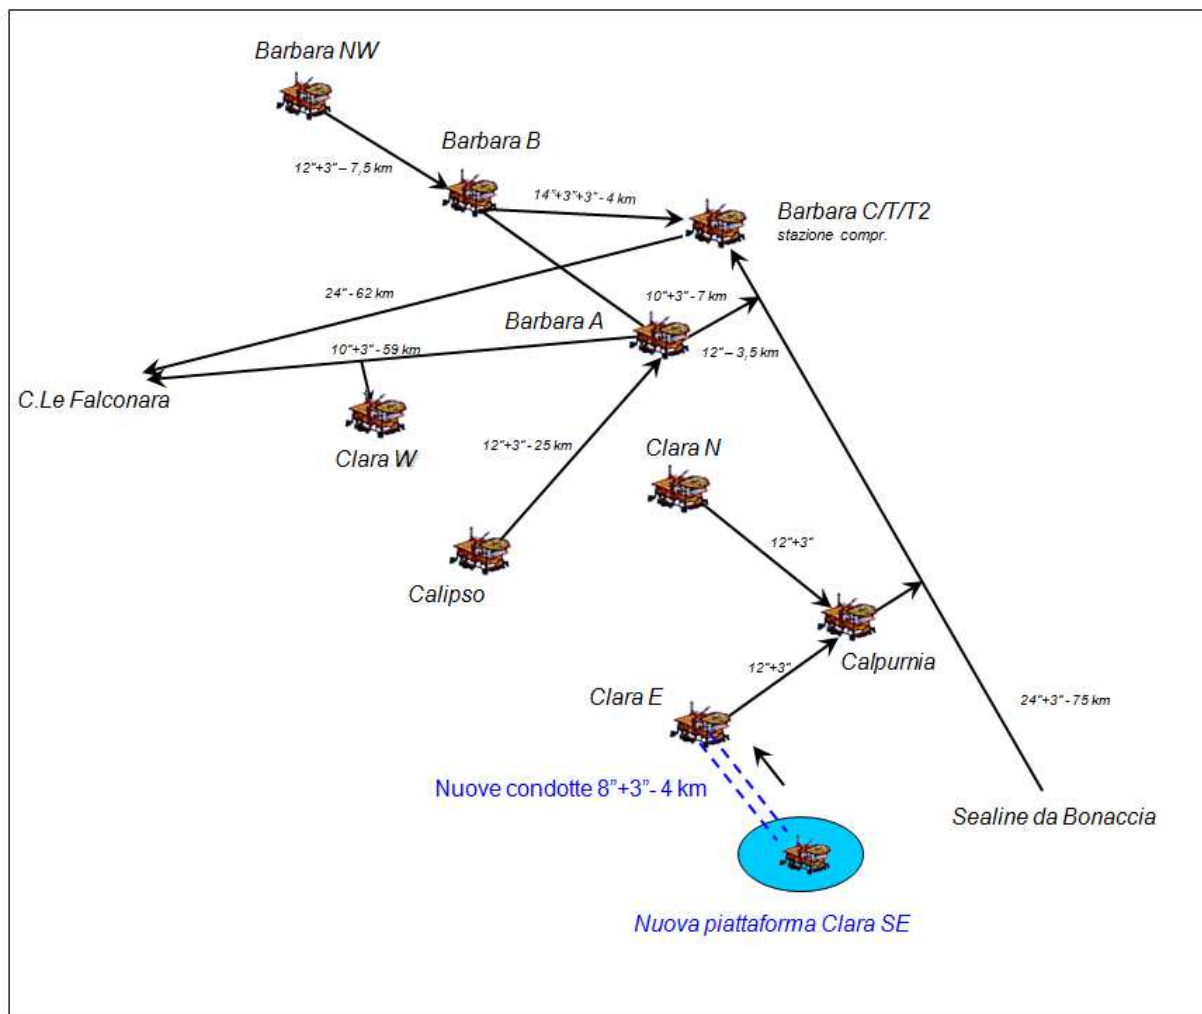 Barbara NW
Barbara B
12"+3" – 7,5 km
14"+3"+3" - 4 km
Barbara C/T/T2
stazione compr.
24" - 62 km
10"+3" - 7 km
Barbara A
12" – 3,5 km
10"+3" - 59 km
C.Le Falconara
Clara W
12"+3" - 25 km
Clara N
12"+3"
Calipso
Calpurnia
12"+3"
Clara E
24"+3" - 75 km
Nuove condotte 8"+3"- 4 km
Sealine da Bonaccia
Nuova piattaforma Clara SE